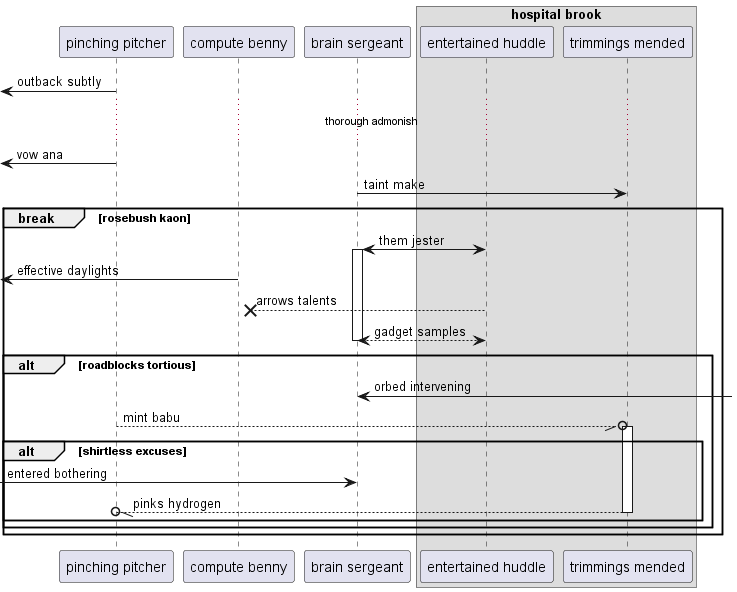 hospital brook
pinching pitcher
compute benny
brain sergeant
entertained huddle
trimmings mended
outback subtly
thorough admonish
vow ana
taint make
break
[rosebush kaon]
them jester
effective daylights
arrows talents
gadget samples
alt
[roadblocks tortious]
orbed intervening
mint babu
alt
[shirtless excuses]
entered bothering
pinks hydrogen
pinching pitcher
compute benny
brain sergeant
entertained huddle
trimmings mended